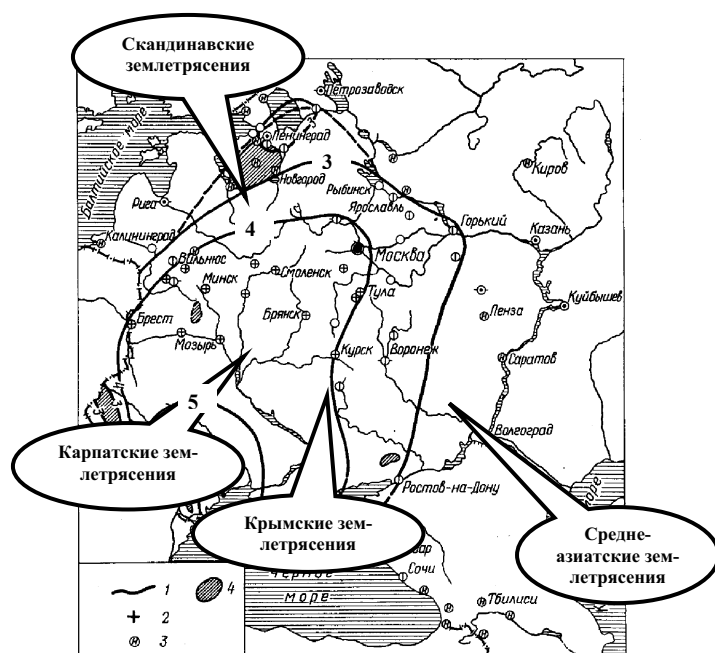 Скандинавские
землетрясения
Петрозаводск
Ленинград
3
Новгород
Рыбинск
Киров
Балтийское море
Рига
Ярославль
4
Горький
Казань
Калининград
Москва
Вильнюс
Минск
Смоленск
Тула
Куйбышев
Пенза
Брянск
Брест
Мозырь
Курск
Воронеж
Саратов
5
Волгоград
Карпатские зем-
летрясения
Ростов-на-Дону
море
Крымские зем-
летрясения
Средне-
азиатские зем-
летрясения
Сочи
море
Тбилиси
1
4
2
3